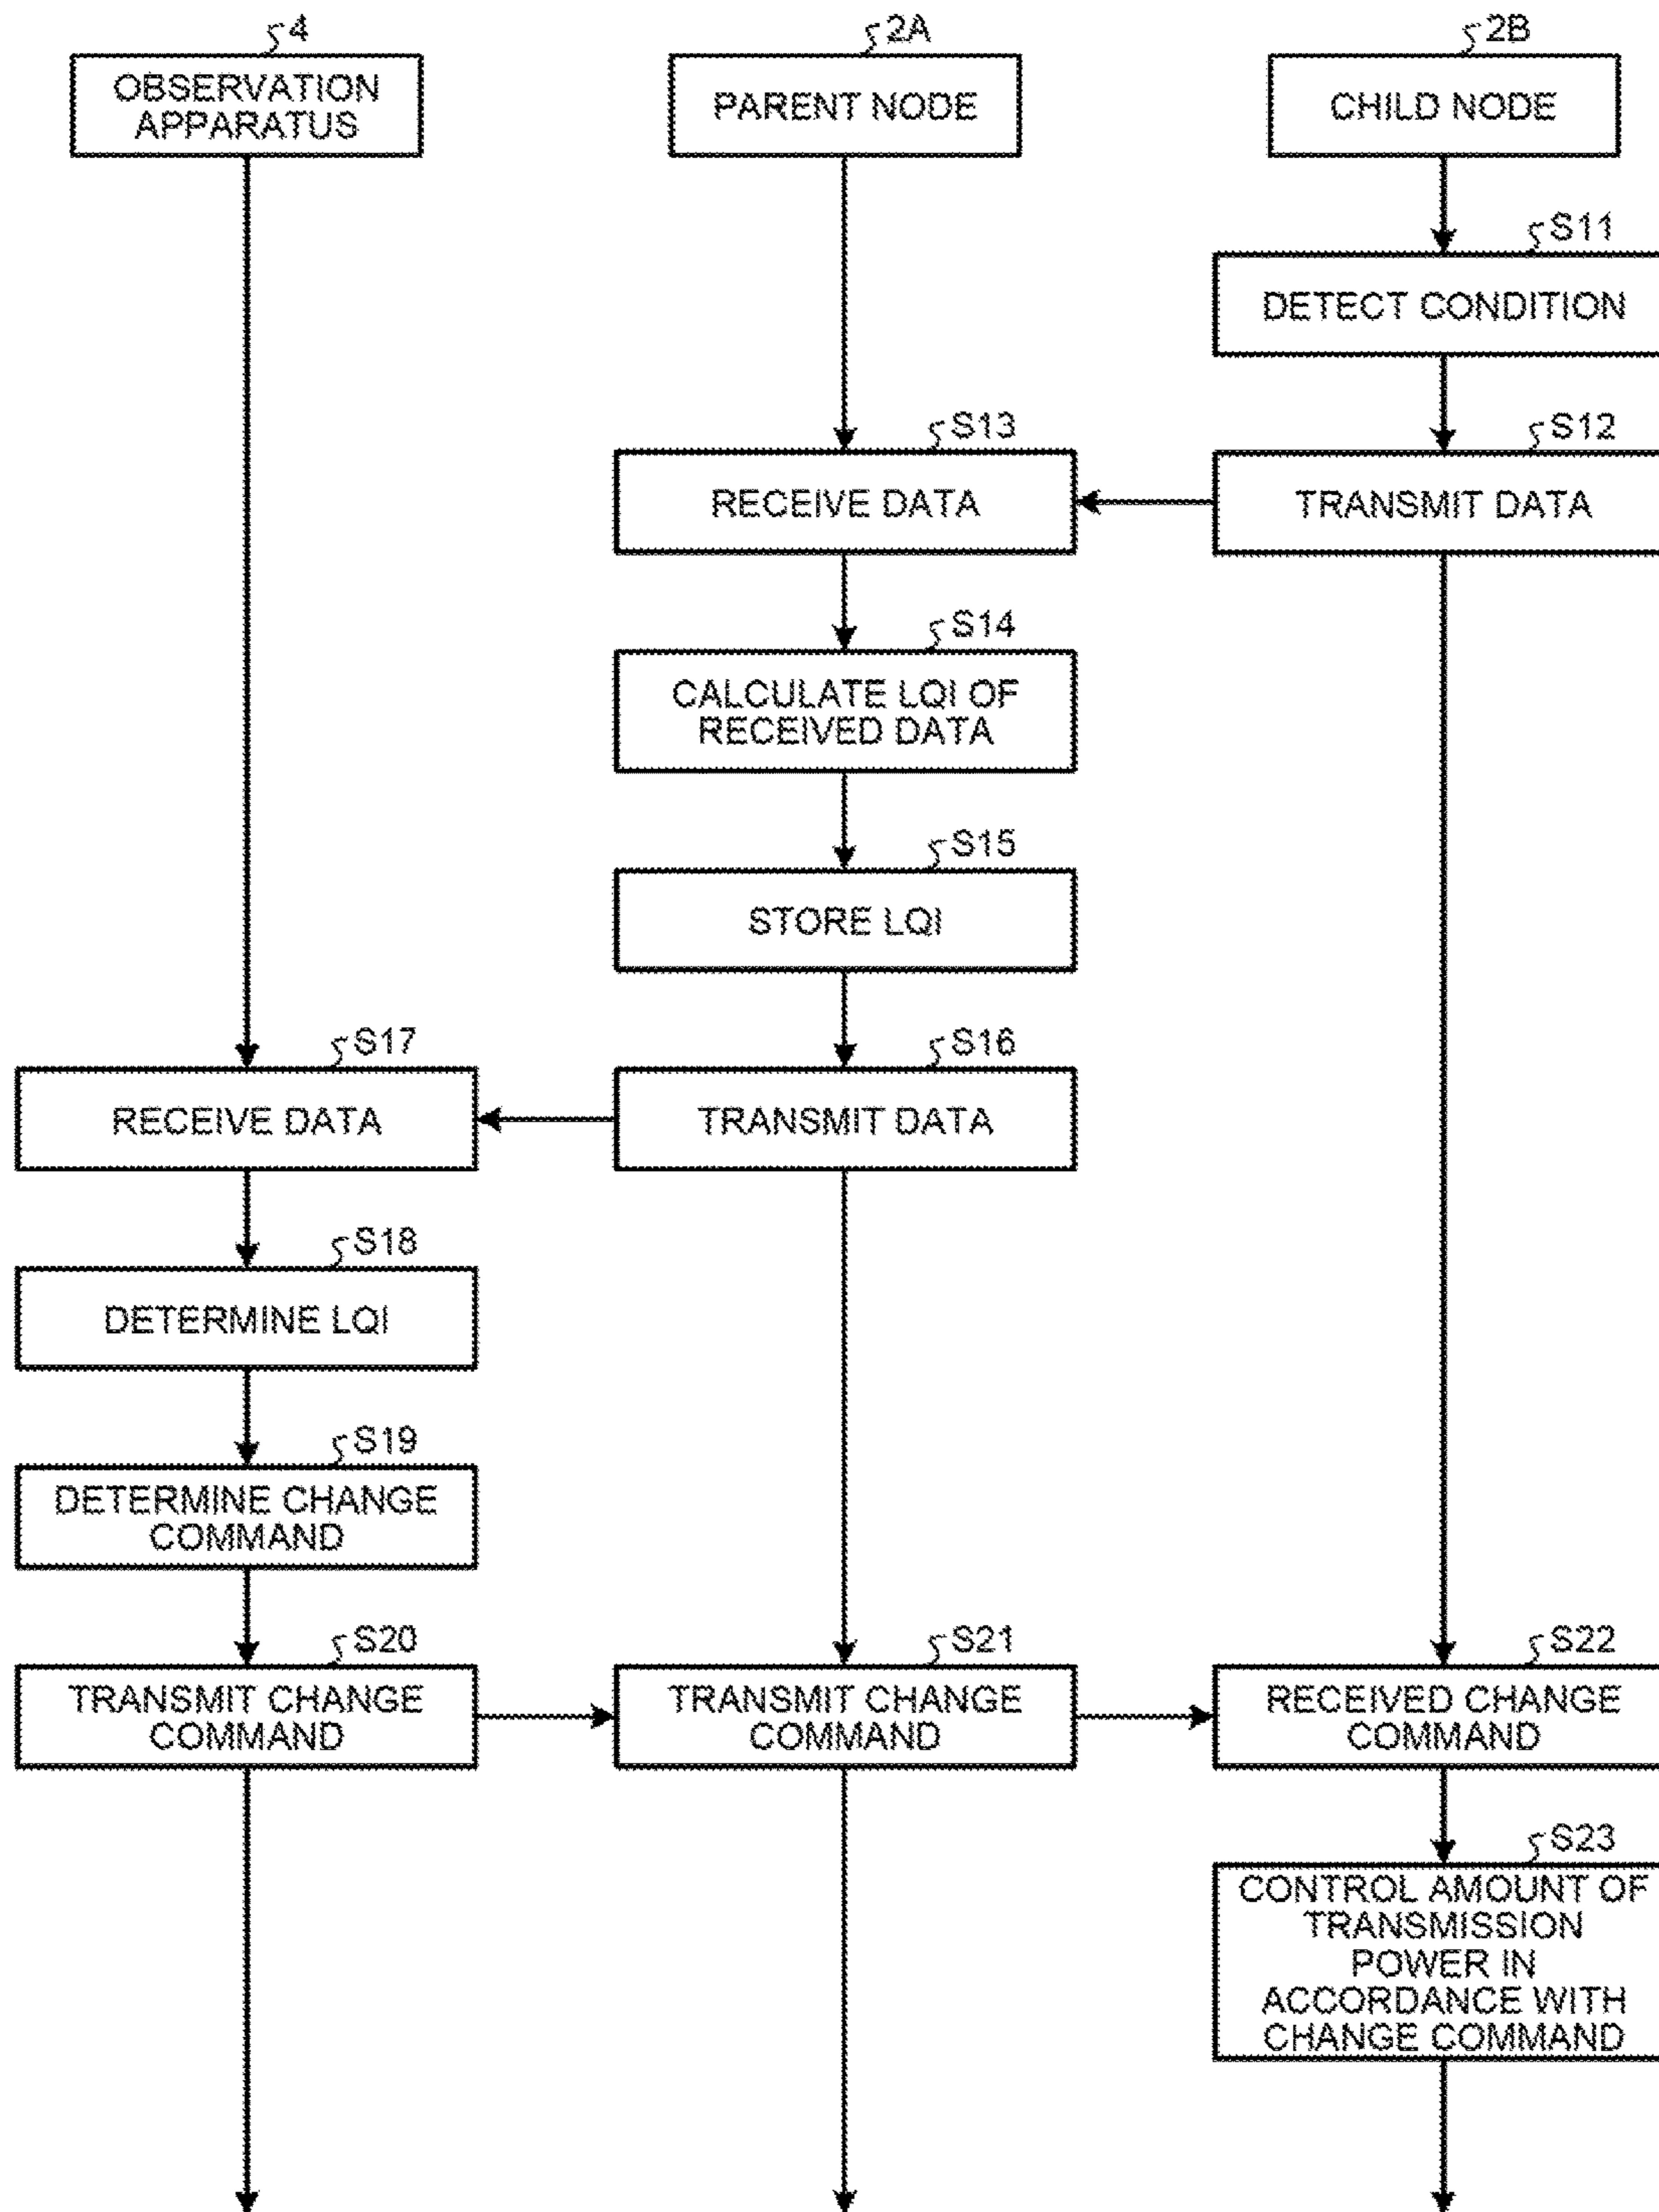 4
2A
2B
OBSERVATION
APPARATUS
PARENT NODE
CHILD NODE
S11
DETECT CONDITION
S13
S12
RECEIVE DATA
TRANSMIT DATA
S14
CALCULATE LQI OF
RECEIVED DATA
S15
STORE LQI
S17
S16
RECEIVE DATA
TRANSMIT DATA
S18
DETERMINE LQI
S19
DETERMINE CHANGE
COMMAND
S20
S21
S22
TRANSMIT CHANGE
COMMAND
TRANSMIT CHANGE
COMMAND
RECEIVED CHANGE
COMMAND
S23
CONTROL AMOUNT OF
TRANSMISSION
POWER IN
ACCORDANCE WITH
CHANGE COMMAND